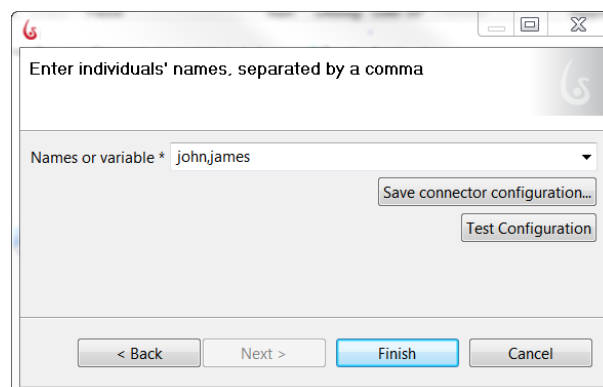 Enter individuals' names, separated by a comma
Names or variable * john,james
Save connector configuration...
Test Configuration
< Back Next > Finish Cancel